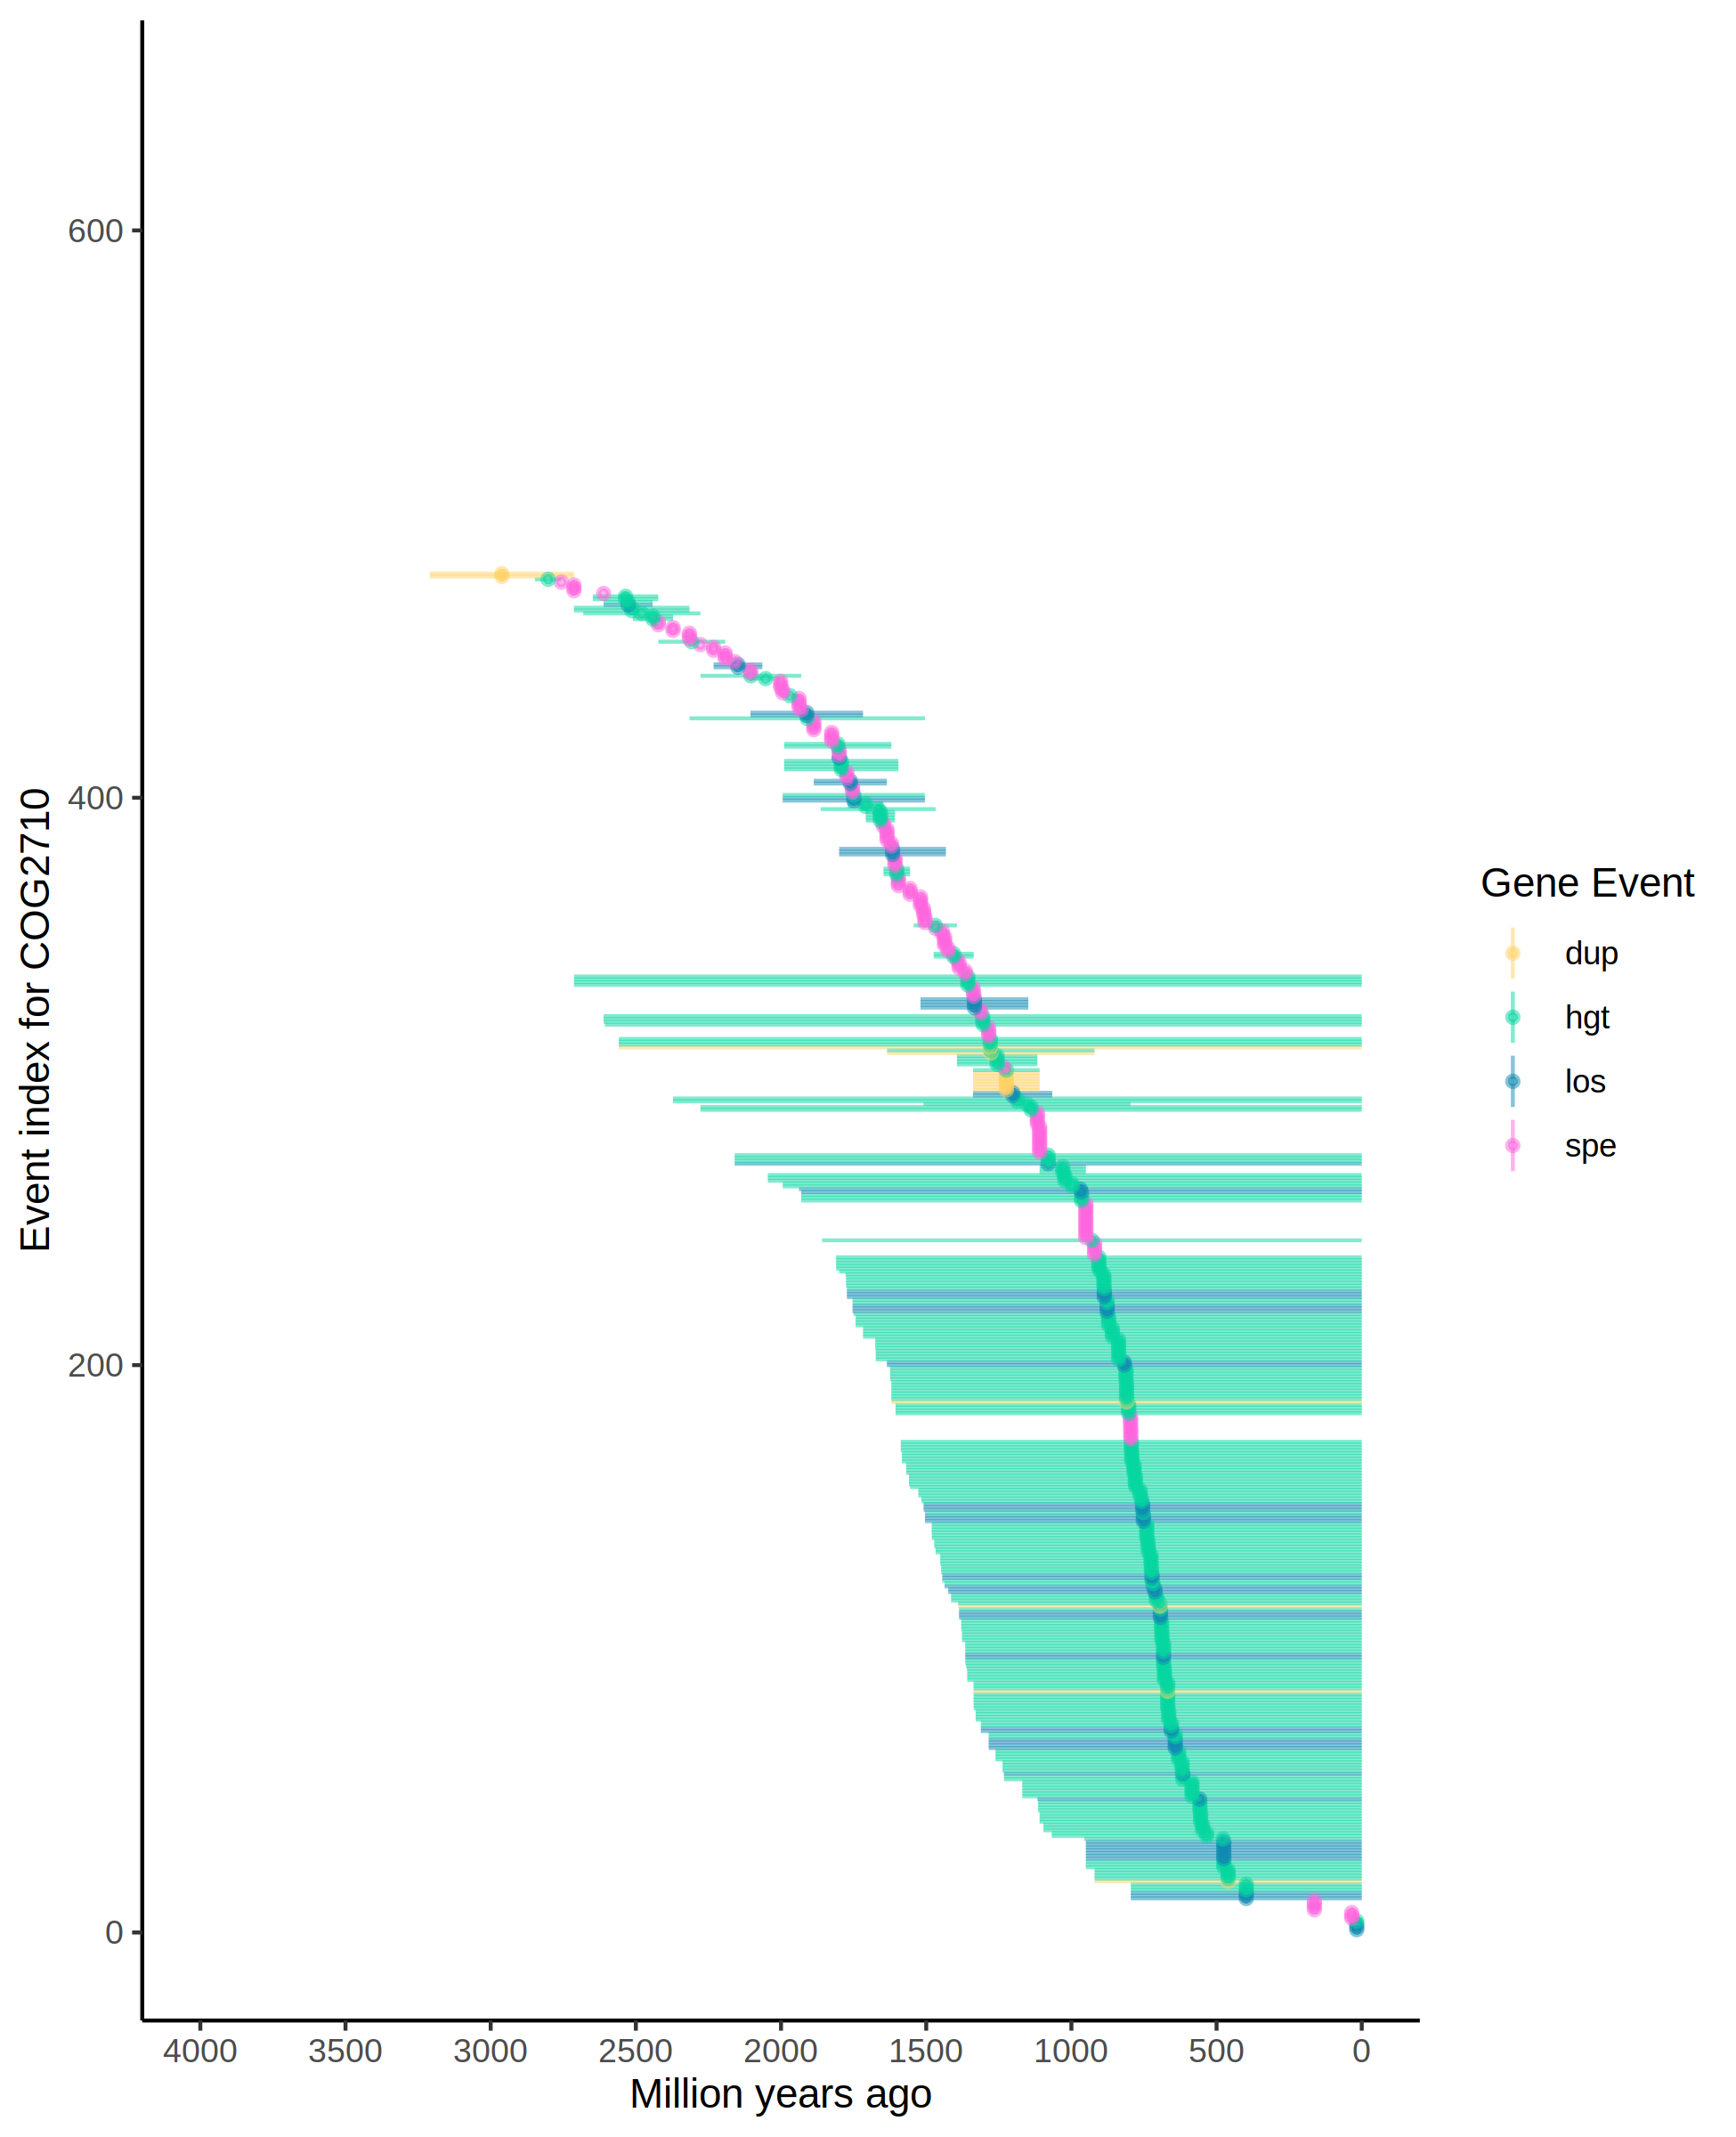 Event index for COG2710
600
400
200
0
4000 3500 3000 2500 2000 1500 1000 500 0
Million years ago
Gene Event
dup
hgt
los
spe